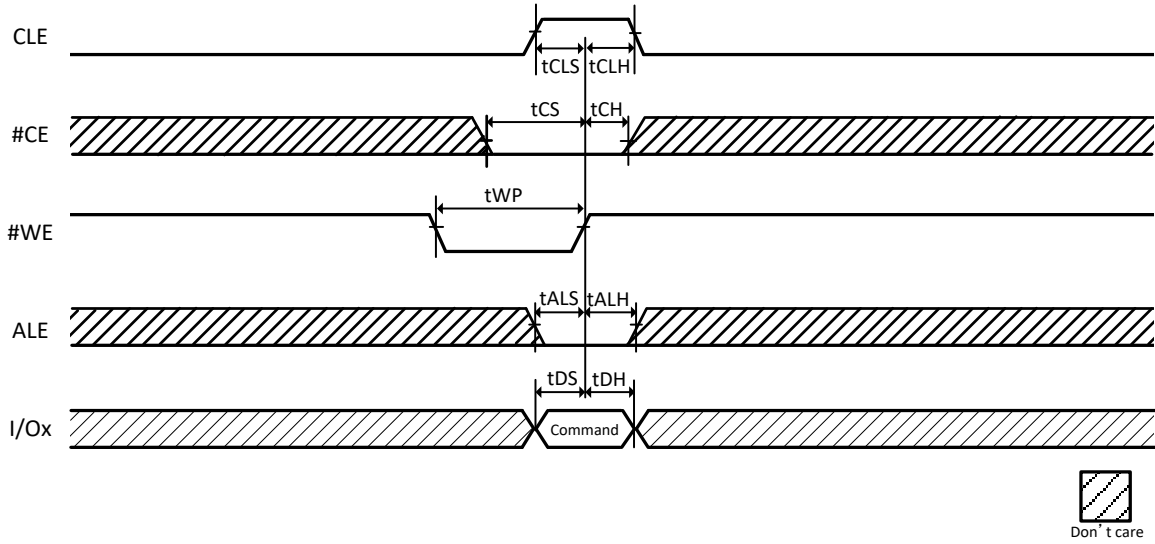 CLE
tCLS tCLH
#CE
tCS tCH
#WE
tWP
ALE
tALS tALH
I/Ox
tDS tDH
Command
Don't care